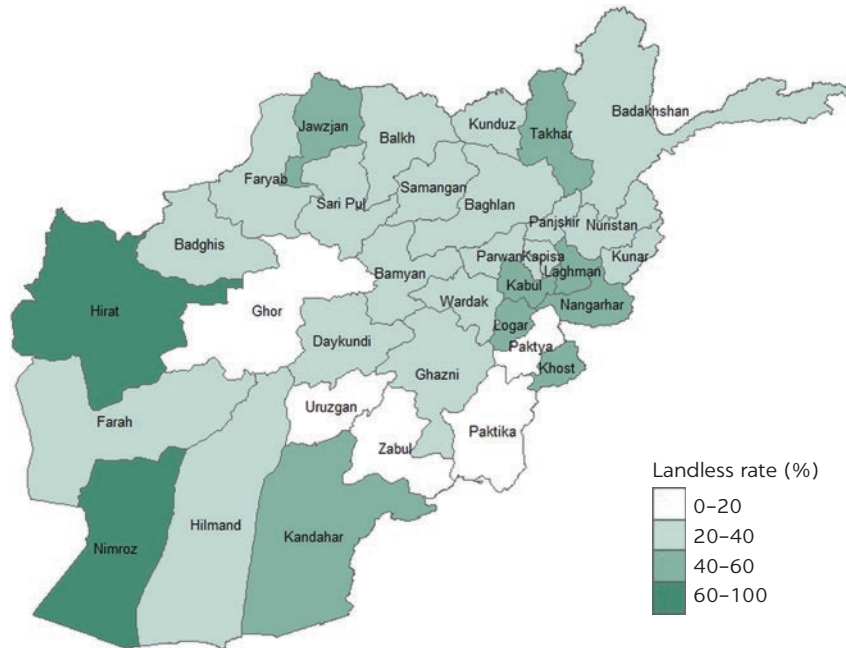 Badakhshan
Jawzjan
Kunduz
Takhar
Balkh
Faryab
Samangan
Sari Pul
Baghlan
Panjshir
Nuristan
Badghis
Parwan
Kapisa
Kunar
Laghman
Bamyan
Kabul
Hirat
Ghor
Wardak
Nangarhar
Logar
Daykundi
Paktya
Ghazni
Khost
Uruzgan
Farah
Paktika
Zabul
Hilmand
Kandahar
Nimroz
Landless rate (%)
0–20
20–40
40–60
60–100